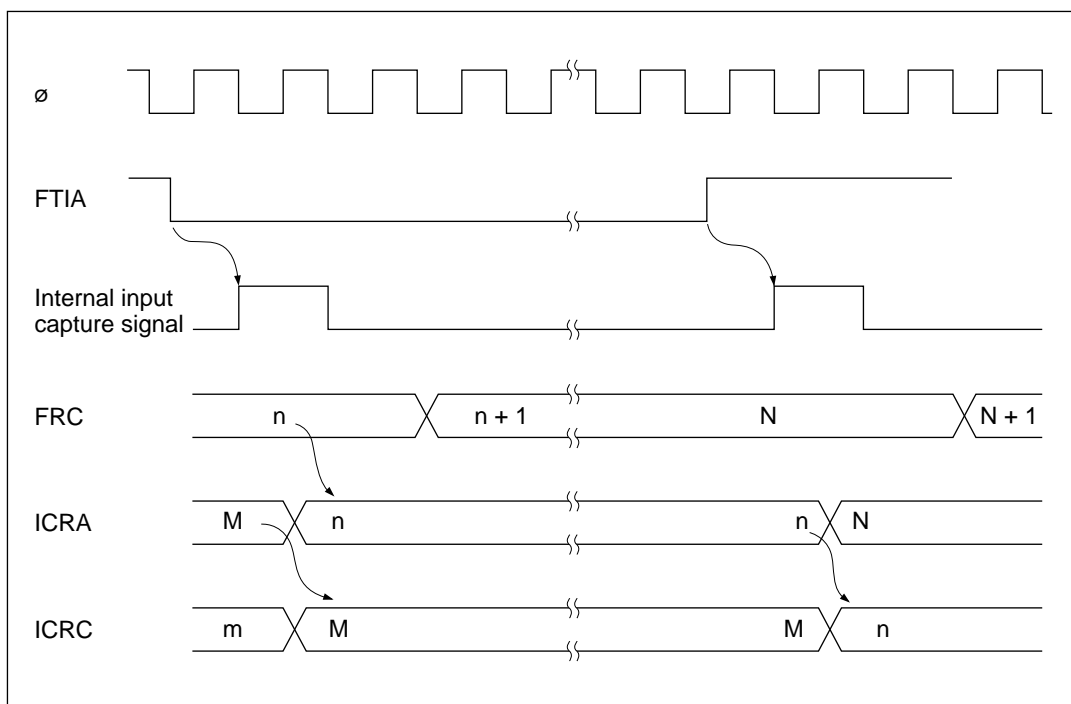 ø
FTIA
Internal input
capture signal
FRC
n
n + 1
N
N + 1
ICRA
M
n
n
N
ICRC
m
M
M
n